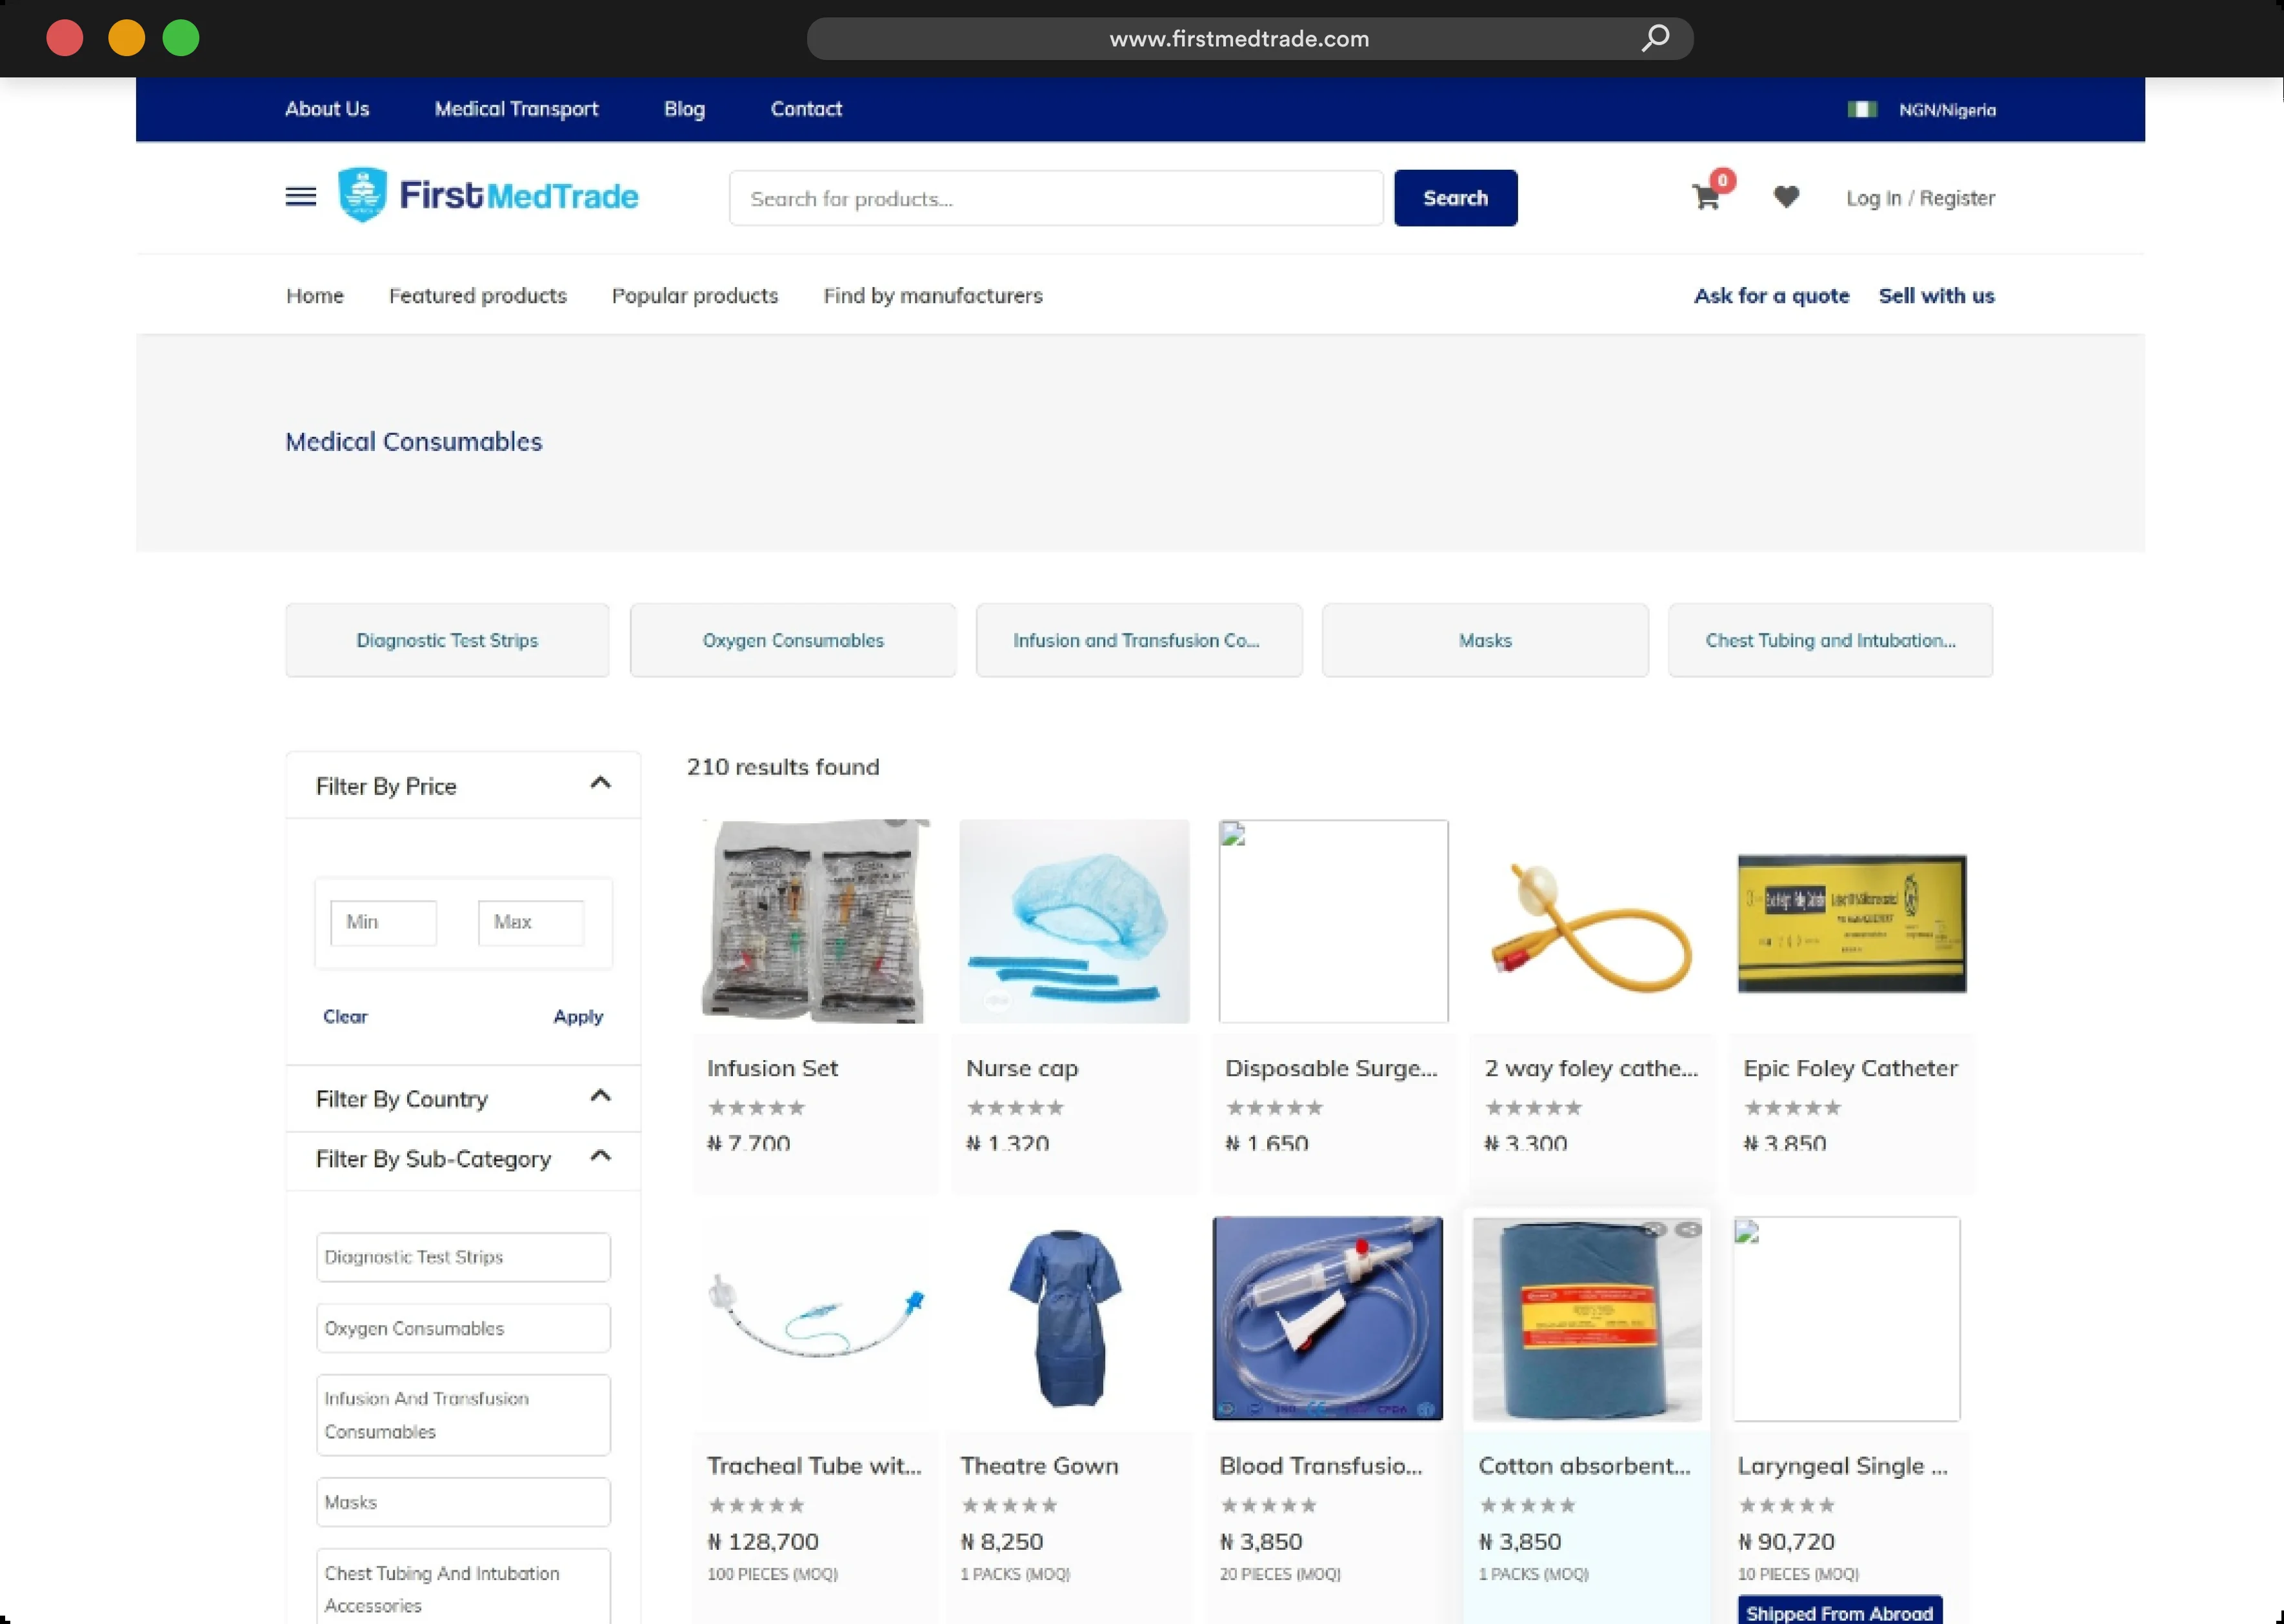 www.firstmedtrade.com
About Us Medical Transport Blog Contact NGN/Nigeria
FirstMedTrade Search for products... Search 0 Log In / Register
Home Featured products Popular products Find by manufacturers Ask for a quote Sell with us
Medical Consumables
Diagnostic Test Strips Oxygen Consumables Infusion and Transfusion Co... Masks Chest Tubing and Intubation...
Filter By Price
Min Max
Clear Apply
Filter By Country
Filter By Sub-Category
Diagnostic Test Strips
Oxygen Consumables
Infusion And Transfusion
Consumables
Masks
Chest Tubing And Intubation
Accessories
210 results found
Infusion Set Nurse cap Disposable Surge... 2 way foley cathe... Epic Foley Catheter
₦ 7,700 ₦ 1,320 ₦ 1,650 ₦ 3,300 ₦ 3,850
Tracheal Tube wit... Theatre Gown Blood Transfusio... Cotton absorbent... Laryngeal Single ...
₦ 128,700 ₦ 8,250 ₦ 3,850 ₦ 3,850 ₦ 90,720
100 PIECES (MOQ) 1 PACKS (MOQ) 20 PIECES (MOQ) 1 PACKS (MOQ) 10 PIECES (MOQ)
Shipped From Abroad